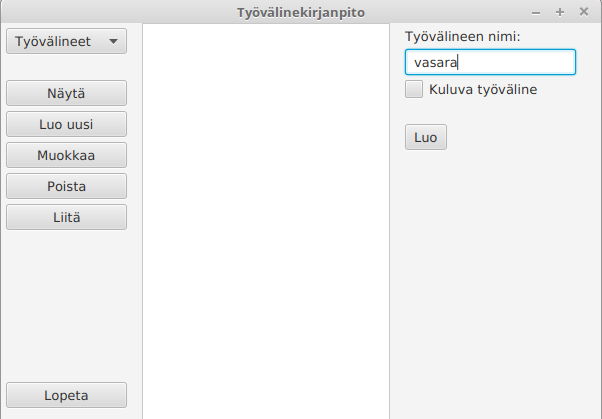 Työvälinekirjanpito
Työvälineet
Näytä
Luo uusi
Muokkaa
Poista
Liitä
Lopeta
Työvälineen nimi:
vasara
Kuluva työväline
Luo